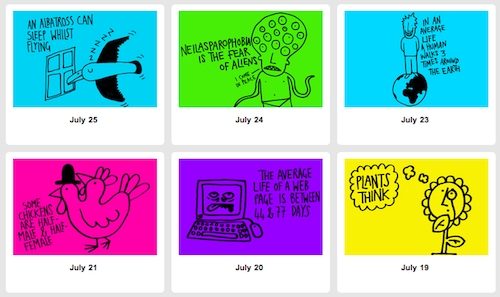 AN ALBATROSS CAN
SLEEP WHILST
FLYING
July 25
NEILASPAROPHOBIA
IS THE FEAR
OF ALIENS
I COME
IN PEACE
July 24
IN AN
AVERAGE
LIFE
A HUMAN
WALKS 3
TIMES AROUND
THE EARTH
July 23
SOME
CHICKENS
ARE HALF-
MALE & HALF-
FEMALE
July 21
THE AVERAGE
LIFE OF A WEB
PAGE IS BETWEEN
44 & 77 DAYS
July 20
PLANTS
THINK
July 19